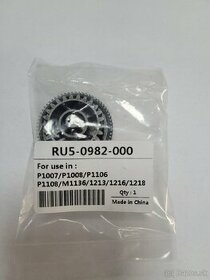 RU5-0982-000
For use in :
P1007/P1008/P1106
P1108/M1136/1213/1216/1218
Qty : 1
Made in China